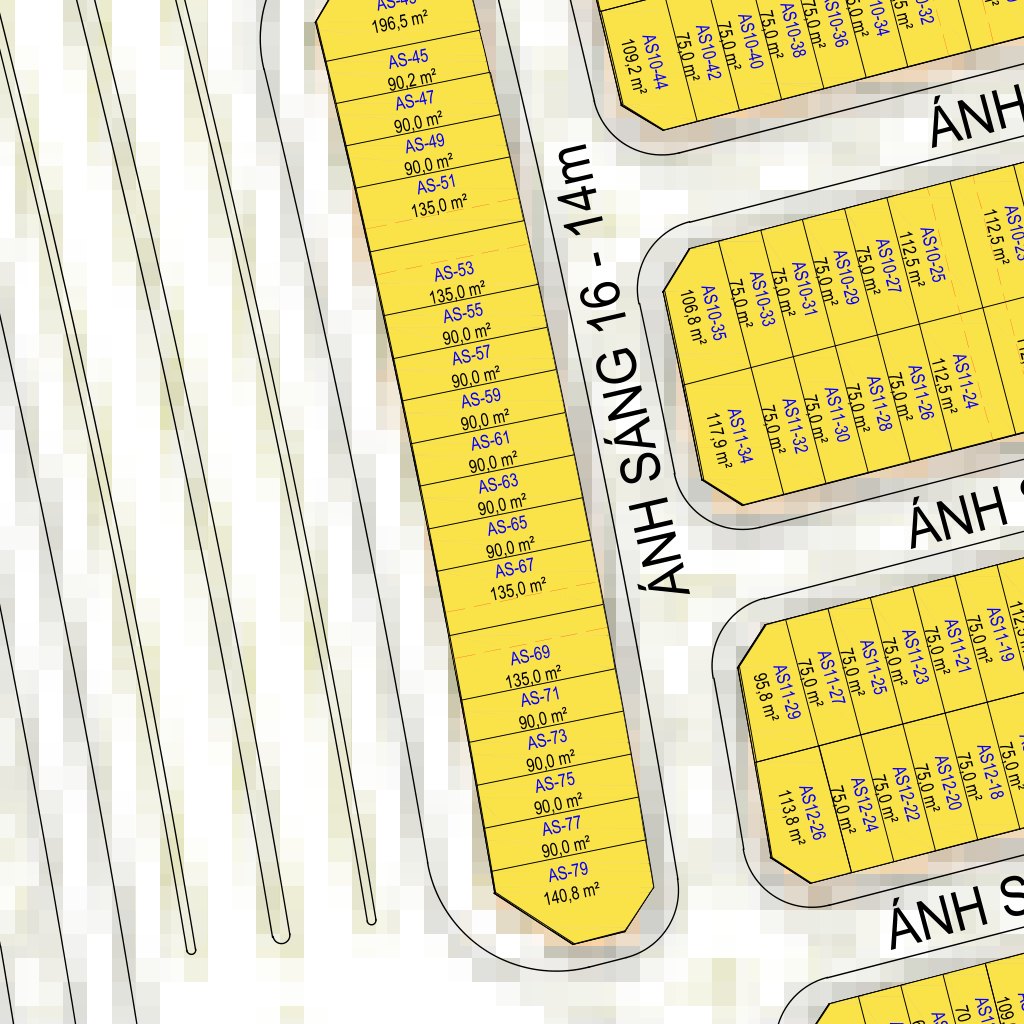 196,5 m²
AS-45
90,2 m²
AS-47
90,0 m²
AS-49
90,0 m²
AS-51
135,0 m²
AS-53
135,0 m²
AS-55
90,0 m²
AS-57
90,0 m²
AS-59
90,0 m²
AS-61
90,0 m²
AS-63
90,0 m²
AS-65
90,0 m²
AS-67
135,0 m²
AS-69
135,0 m²
AS-71
90,0 m²
AS-73
90,0 m²
AS-75
90,0 m²
AS-77
90,0 m²
AS-79
140,8 m²
ÁNH SÁNG 16 - 14m
AS10-44
109,2 m²
AS10-42
75,0 m²
AS10-40
75,0 m²
AS10-38
75,0 m²
AS10-36
75,0 m²
ÁNH
AS10-35
106,8 m²
AS10-33
75,0 m²
AS10-31
75,0 m²
AS10-29
75,0 m²
AS10-27
75,0 m²
AS10-25
112,5 m²
AS10-23
112,5 m²
AS11-34
117,9 m²
AS11-32
75,0 m²
AS11-30
75,0 m²
AS11-28
75,0 m²
AS11-26
75,0 m²
AS11-24
112,5 m²
ÁNH S
AS11-29
95,8 m²
AS11-27
75,0 m²
AS11-25
75,0 m²
AS11-23
75,0 m²
AS11-21
75,0 m²
AS11-19
75,0 m²
AS12-26
113,8 m²
AS12-24
75,0 m²
AS12-22
75,0 m²
AS12-20
75,0 m²
AS12-18
75,0 m²
ÁNH S